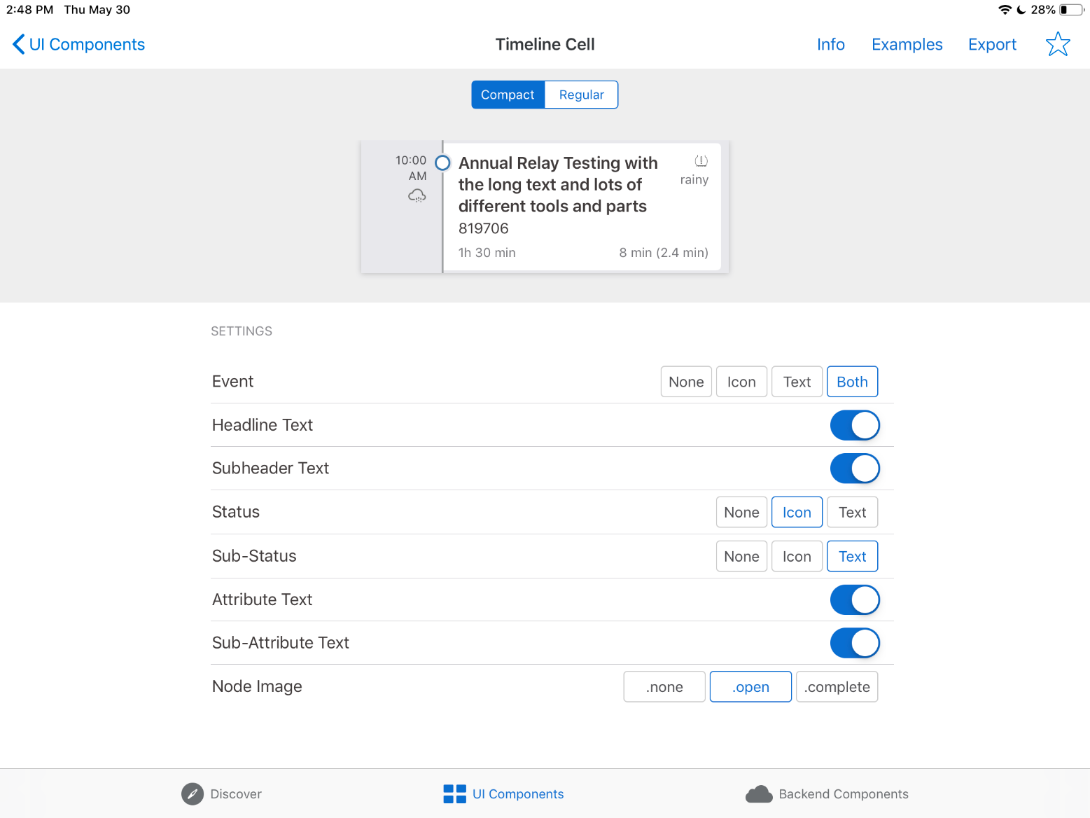 2:48 PM Thu May 30
28%
UI Components
Timeline Cell
Info
Examples
Export
Compact
Regular
10:00
AM
Annual Relay Testing with
the long text and lots of
different tools and parts
819706
1h 30 min
8 min (2.4 min)
rainy
SETTINGS
Event
None
Icon
Text
Both
Headline Text
Subheader Text
Status
None
Icon
Text
Sub-Status
None
Icon
Text
Attribute Text
Sub-Attribute Text
Node Image
.none
.open
.complete
Discover
UI Components
Backend Components